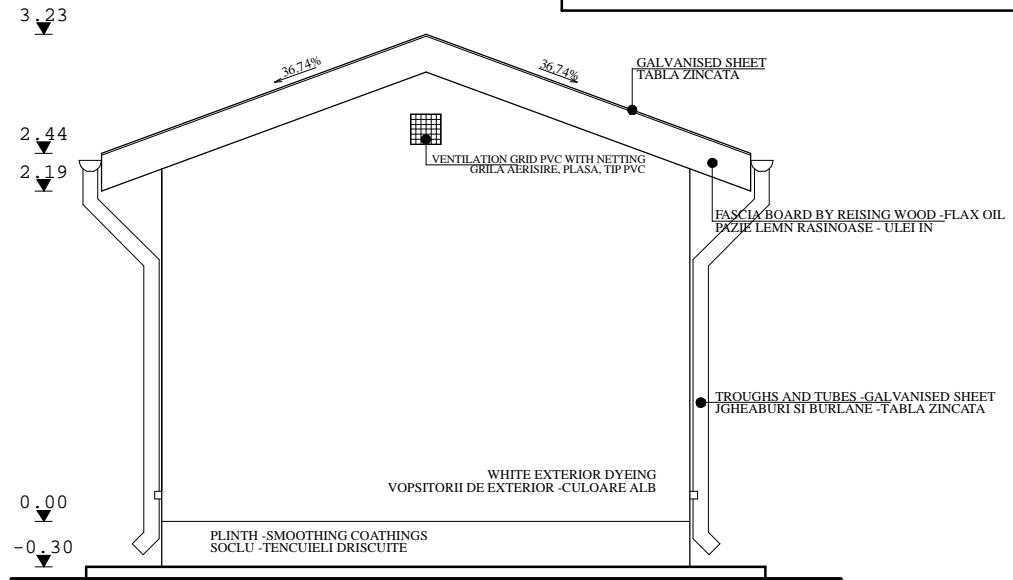 3.23
36.74%
36.74%
GALVANISED SHEET
TABLA ZINCATA
2.44
2.19
VENTILATION GRID PVC WITH NETTING
GRILA AERISIRE, PLASA, TIP PVC
FASCIA BOARD BY REISING WOOD -FLAX OIL
PAZIE LEMN RASINOASE - ULEI IN
TROUGHS AND TUBES -GALVANISED SHEET
JGHEABURI SI BURLANE -TABLA ZINCATA
WHITE EXTERIOR DYEING
VOPSITORII DE EXTERIOR -CULOARE ALB
0.00
PLINTH -SMOOTHING COATHINGS
SOCLU -TENCUIELI DRISCUITE
-0.30